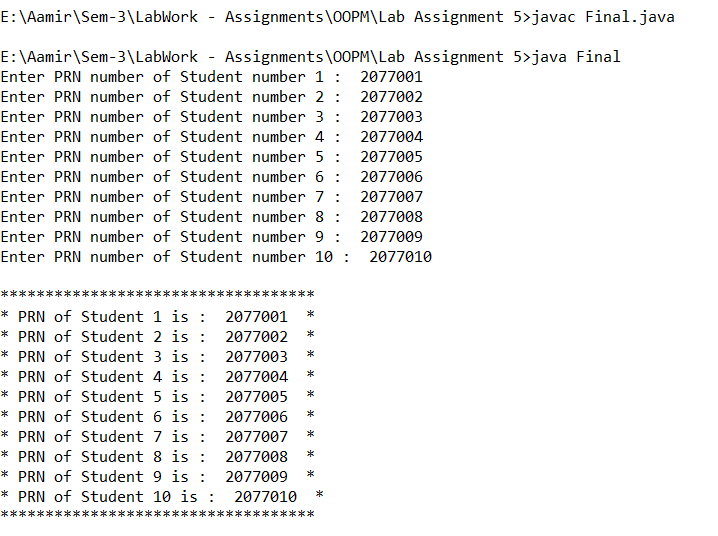 E:\Aamir\Sem-3\LabWork - Assignments\OOPM\Lab Assignment 5>javac Final.java
E:\Aamir\Sem-3\LabWork - Assignments\OOPM\Lab Assignment 5>java Final
Enter PRN number of Student number 1 :  2077001
Enter PRN number of Student number 2 :  2077002
Enter PRN number of Student number 3 :  2077003
Enter PRN number of Student number 4 :  2077004
Enter PRN number of Student number 5 :  2077005
Enter PRN number of Student number 6 :  2077006
Enter PRN number of Student number 7 :  2077007
Enter PRN number of Student number 8 :  2077008
Enter PRN number of Student number 9 :  2077009
Enter PRN number of Student number 10 :  2077010
***********************************
* PRN of Student 1 is :  2077001  *
* PRN of Student 2 is :  2077002  *
* PRN of Student 3 is :  2077003  *
* PRN of Student 4 is :  2077004  *
* PRN of Student 5 is :  2077005  *
* PRN of Student 6 is :  2077006  *
* PRN of Student 7 is :  2077007  *
* PRN of Student 8 is :  2077008  *
* PRN of Student 9 is :  2077009  *
* PRN of Student 10 is :  2077010  *
***********************************